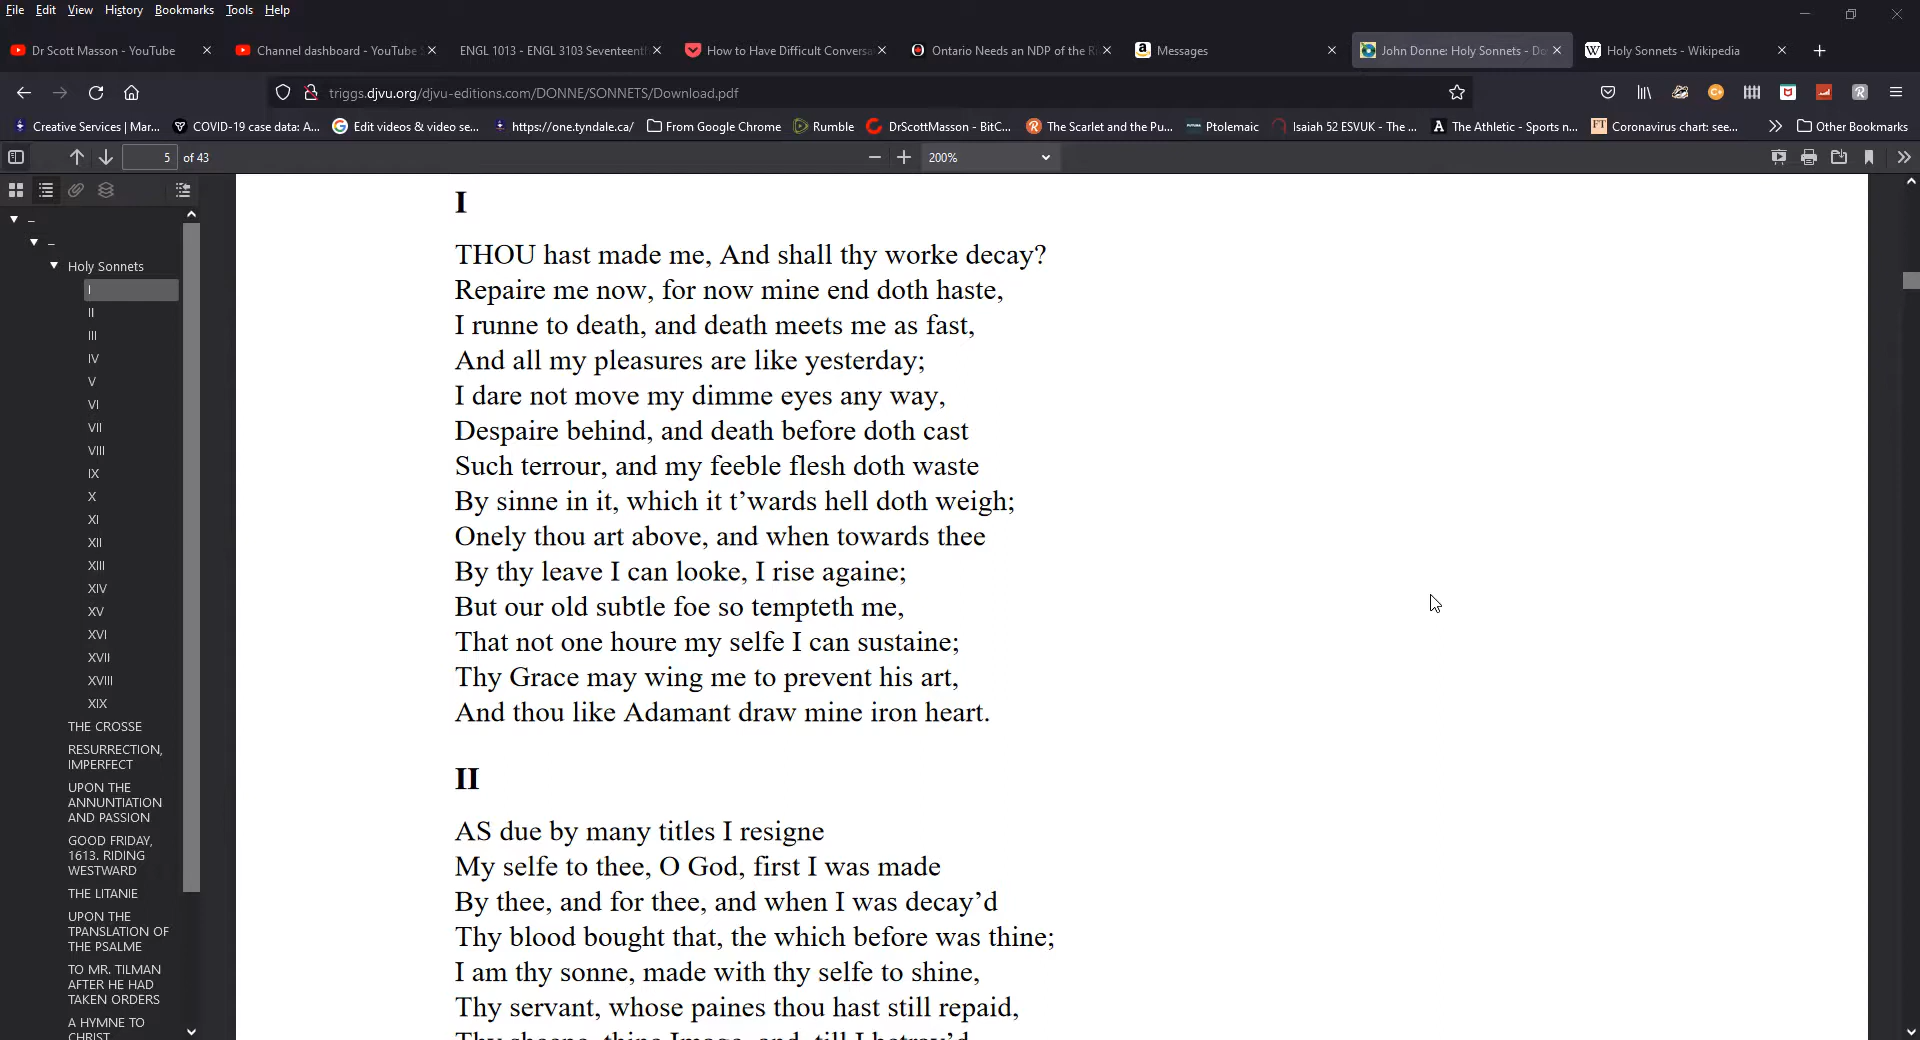 File Edit View History Bookmarks Tools Help
Dr Scott Masson - YouTube
Channel dashboard - YouTube
ENGL 1013 - ENGL 3103 Seventeent
How to Have Difficult Conversa
Ontario Needs an NDP of the Ri
Messages
John Donne: Holy Sonnets - Do
Holy Sonnets - Wikipedia
triggs.djvu.org/djvu-editions.com/DONNE/SONNETS/Download.pdf
Creative Services | Mar...
COVID-19 case data: A...
Edit videos & video se...
https://one.tyndale.ca/
From Google Chrome
Rumble
DrScottMasson - BitC...
The Scarlet and the Pu...
Ptolemaic
Isaiah 52 ESVUK - The ...
The Athletic - Sports n...
Coronavirus chart: see...
Other Bookmarks
5 of 43
200%
Holy Sonnets
I
II
III
IV
V
VI
VII
VIII
IX
X
XI
XII
XIII
XIV
XV
XVI
XVII
XVIII
XIX
THE CROSSE
RESURRECTION,
IMPERFECT
UPON THE
ANNUNTIATION
AND PASSION
GOOD FRIDAY,
1613. RIDING
WESTWARD
THE LITANIE
UPON THE
TPANSLATION OF
THE PSALME
TO MR. TILMAN
AFTER HE HAD
TAKEN ORDERS
A HYMNE TO
CHRIST
I
THOU hast made me, And shall thy worke decay?
Repaire me now, for now mine end doth haste,
I runne to death, and death meets me as fast,
And all my pleasures are like yesterday;
I dare not move my dimme eyes any way,
Despaire behind, and death before doth cast
Such terrour, and my feeble flesh doth waste
By sinne in it, which it t’wards hell doth weigh;
Onely thou art above, and when towards thee
By thy leave I can looke, I rise againe;
But our old subtle foe so tempteth me,
That not one houre my selfe I can sustaine;
Thy Grace may wing me to prevent his art,
And thou like Adamant draw mine iron heart.
II
AS due by many titles I resigne
My selfe to thee, O God, first I was made
By thee, and for thee, and when I was decay’d
Thy blood bought that, the which before was thine;
I am thy sonne, made with thy selfe to shine,
Thy servant, whose paines thou hast still repaid,
Thy sheepe, thine Image, and, till I betray’d